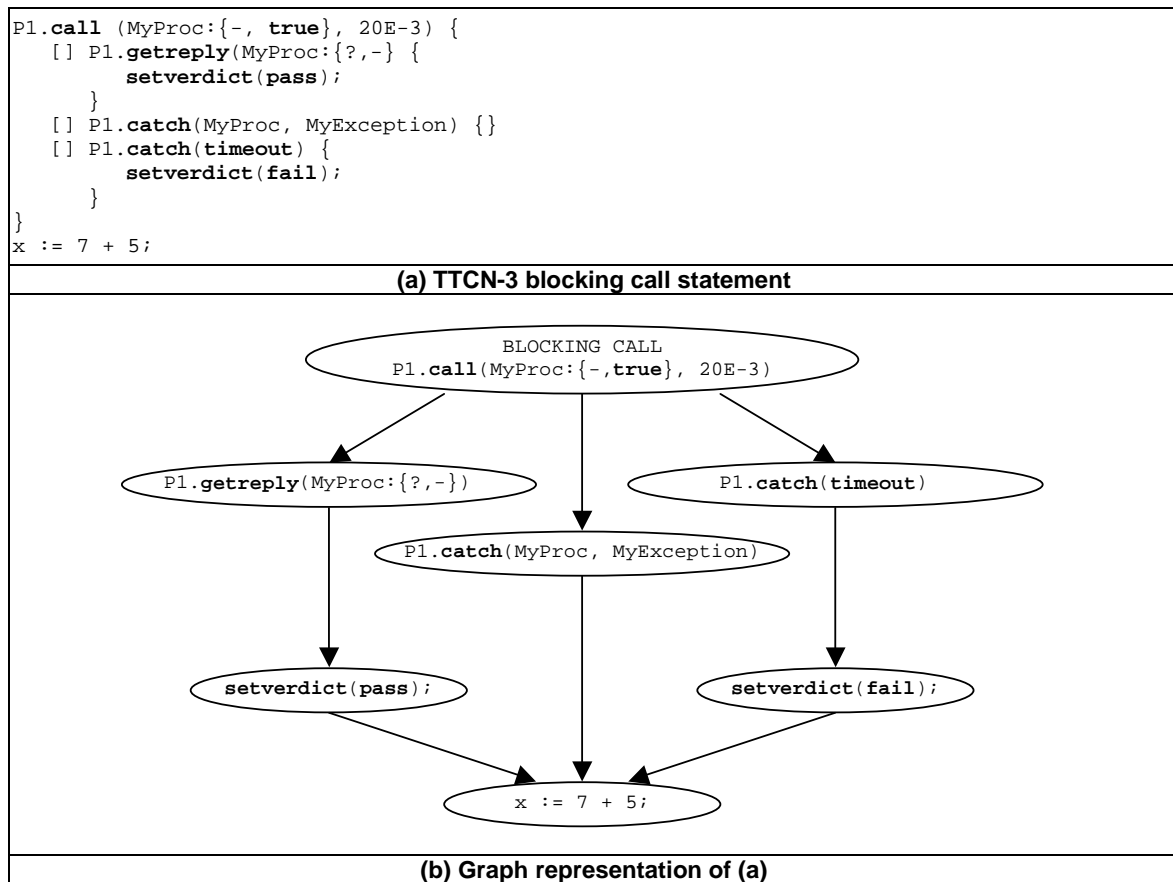 P1.call (MyProc:{-, true}, 20E-3) {
[] P1.getreply(MyProc:{?,-} {
setverdict(pass);
}
[] P1.catch(MyProc, MyException) {}
[] P1.catch(timeout) {
setverdict(fail);
}
}
x := 7 + 5;
(a) TTCN-3 blocking call statement
BLOCKING CALL
P1.call(MyProc:{-,true}, 20E-3)
P1.getreply(MyProc:{?,-})
P1.catch(timeout)
P1.catch(MyProc, MyException)
setverdict(pass);
setverdict(fail);
x := 7 + 5;
(b) Graph representation of (a)